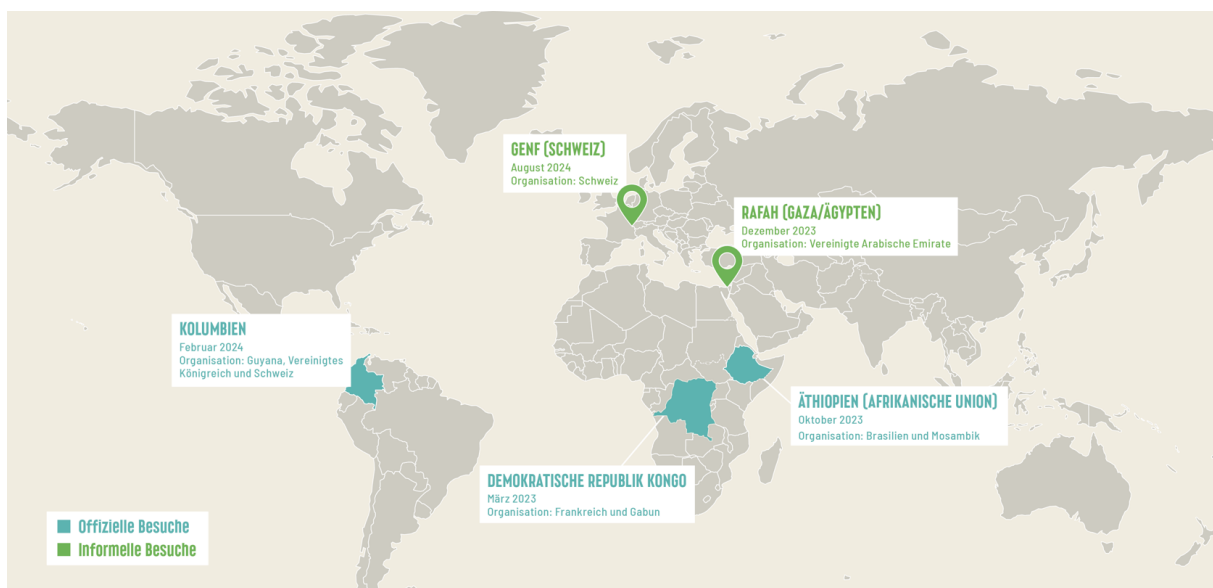 GENF (SCHWEIZ)
August 2024
Organisation: Schweiz
RAFAH (GAZA/ÄGYPTEN)
Dezember 2023
Organisation: Vereinigte Arabische Emirate
KOLUMBIEN
Februar 2024
Organisation: Guyana, Vereinigtes
Königreich und Schweiz
ÄTHIOPIEN (AFRIKANISCHE UNION)
Oktober 2023
Organisation: Brasilien und Mosambik
DEMOKRATISCHE REPUBLIK KONGO
März 2023
Organisation: Frankreich und Gabun
Offizielle Besuche
Informelle Besuche